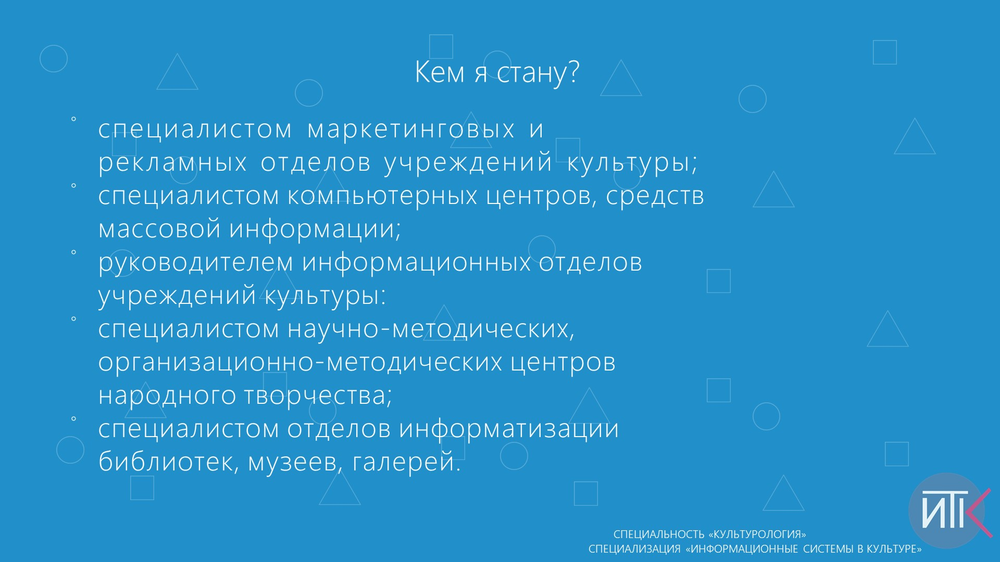 Кем я стану?
° специалистом маркетинговых и
рекламных отделов учреждений культуры;
° специалистом компьютерных центров, средств
массовой информации;
° руководителем информационных отделов
учреждений культуры:
° специалистом научно-методических,
организационно-методических центров
народного творчества;
° специалистом отделов информатизации
библиотек, музеев, галерей.
ИТК
СПЕЦИАЛЬНОСТЬ «КУЛЬТУРОЛОГИЯ»
СПЕЦИАЛИЗАЦИЯ «ИНФОРМАЦИОННЫЕ СИСТЕМЫ В КУЛЬТУРЕ»